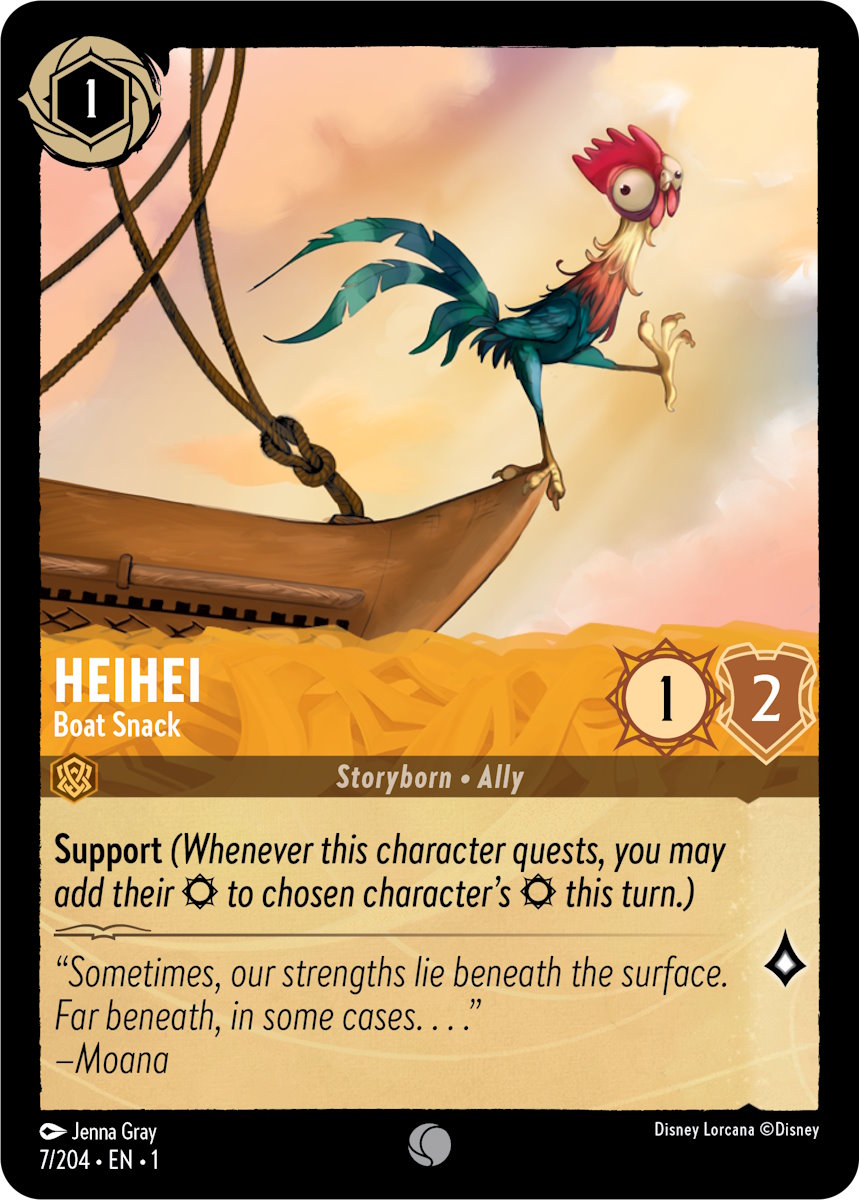 1
HEIHEI
Boat Snack
1
2
Storyborn • Ally
Support (Whenever this character quests, you may
add their to chosen character's this turn.)
“Sometimes, our strengths lie beneath the surface.
Far beneath, in some cases. . . .”
–Moana
Jenna Gray
7/204 • EN • 1
Disney Lorcana ©Disney